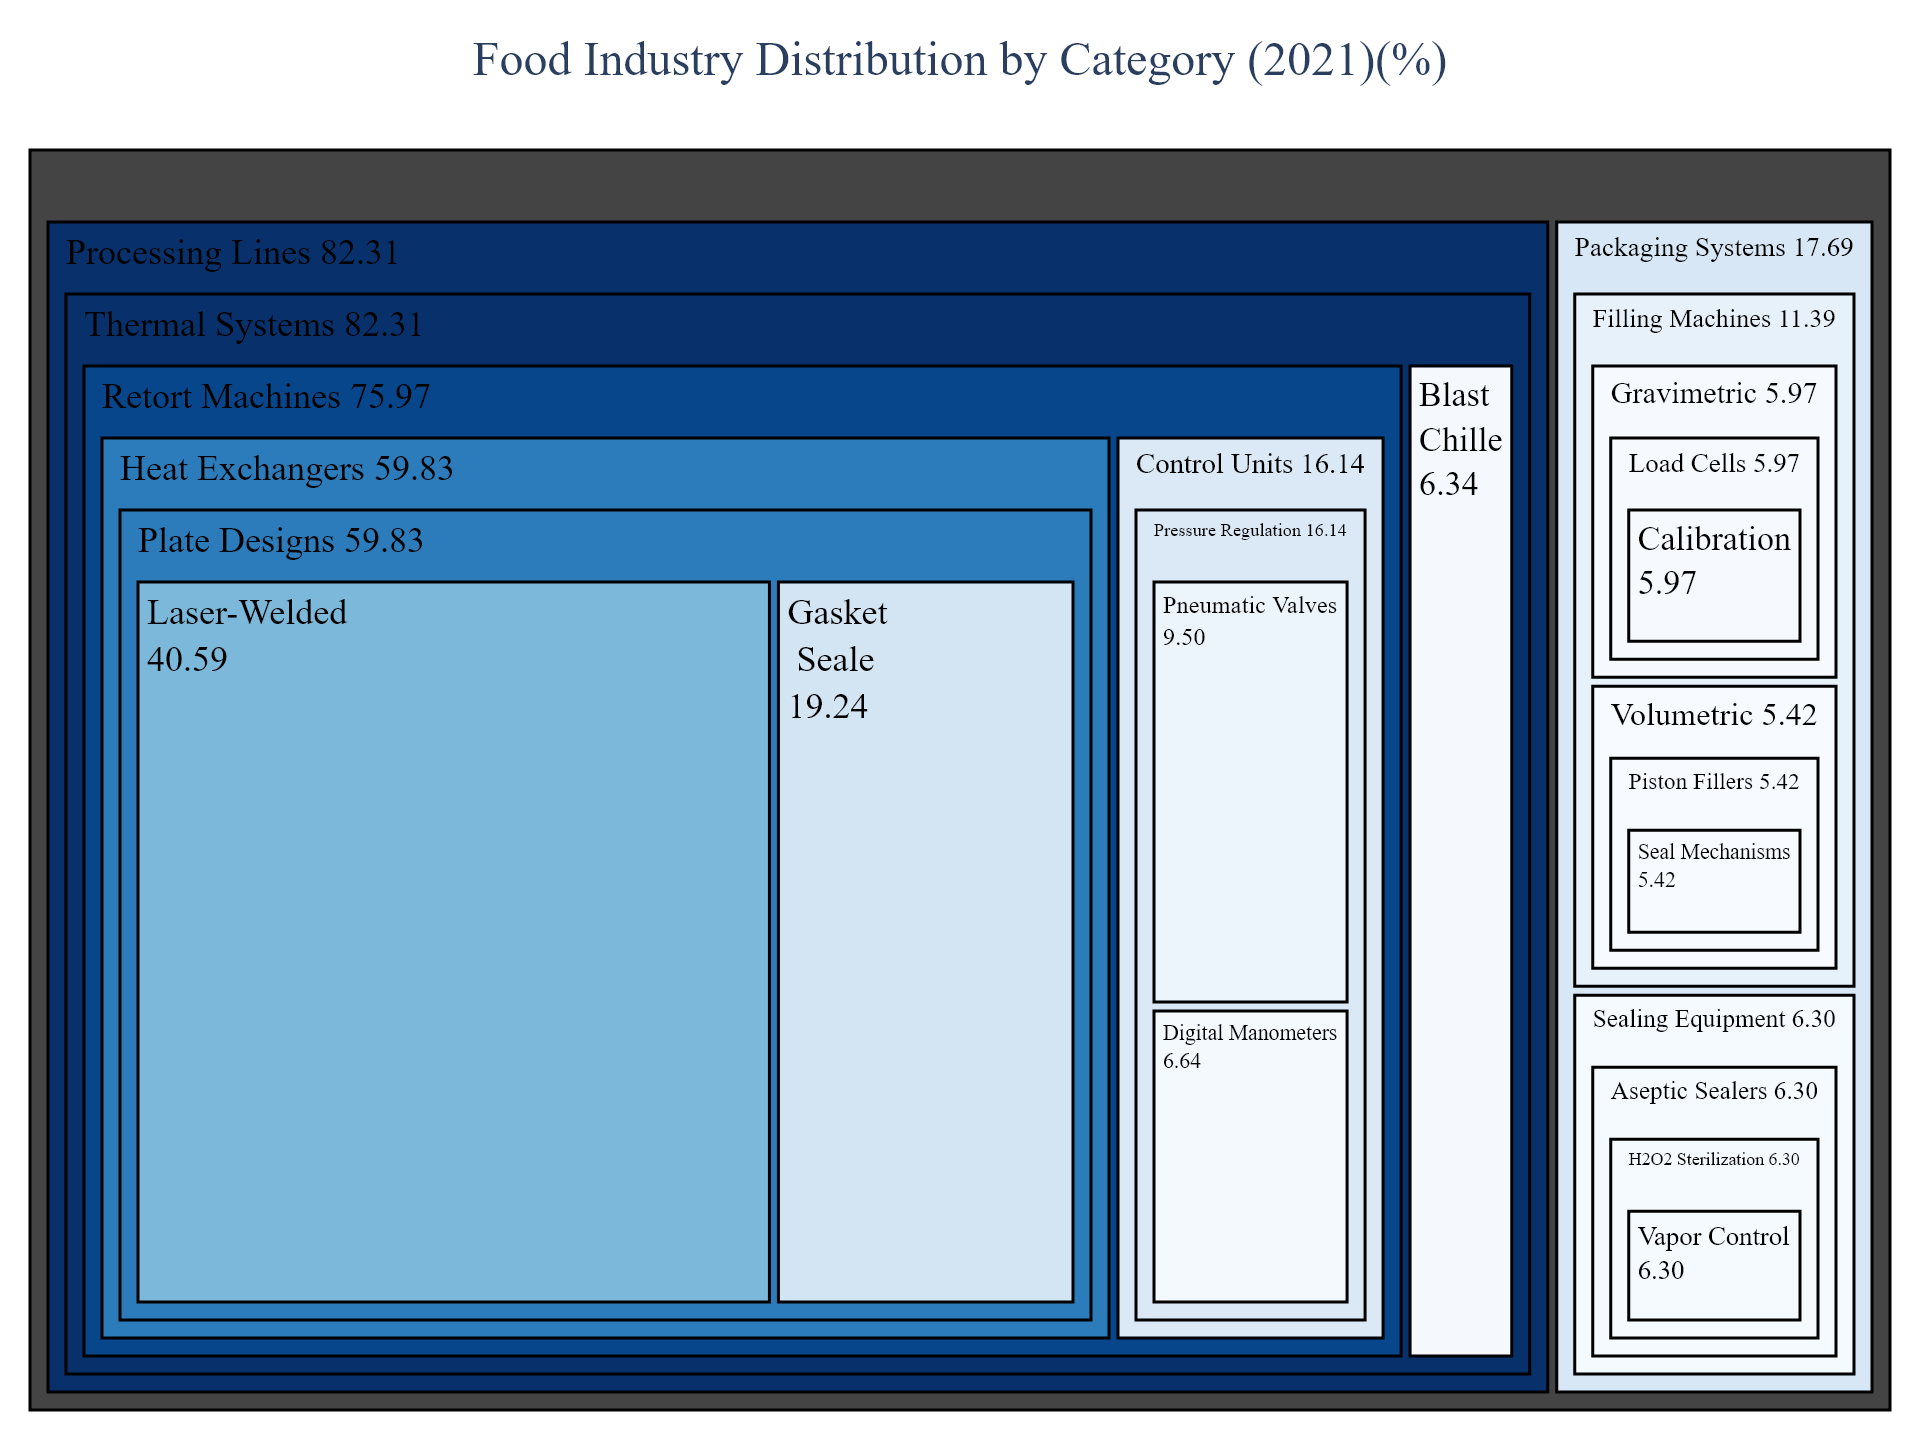 Food Industry Distribution by Category (2021)(%)
Processing Lines 82.31
Thermal Systems 82.31
Retort Machines 75.97
Heat Exchangers 59.83
Plate Designs 59.83
Laser-Welded
40.59
Gasket
Seale
19.24
Control Units 16.14
Pressure Regulation 16.14
Pneumatic Valves
9.50
Digital Manometers
6.64
Blast
Chille
6.34
Packaging Systems 17.69
Filling Machines 11.39
Gravimetric 5.97
Load Cells 5.97
Calibration
5.97
Volumetric 5.42
Piston Fillers 5.42
Seal Mechanisms
5.42
Sealing Equipment 6.30
Aseptic Sealers 6.30
H2O2 Sterilization 6.30
Vapor Control
6.30